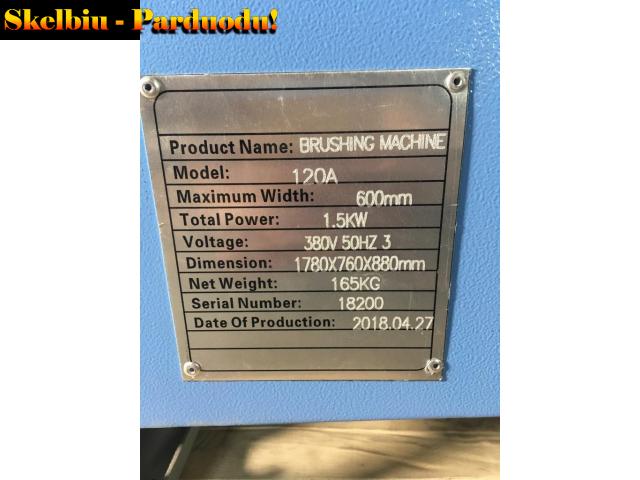 Skelbiu - Parduodu!
Product Name: BRUSHING MACHINE
Model: 120A
Maximum Width: 600mm
Total Power: 1.5KW
Voltage: 380V 50HZ 3
Dimension: 1780X760X880mm
Net Weight: 165KG
Serial Number: 18200
Date Of Production: 2018.04.27